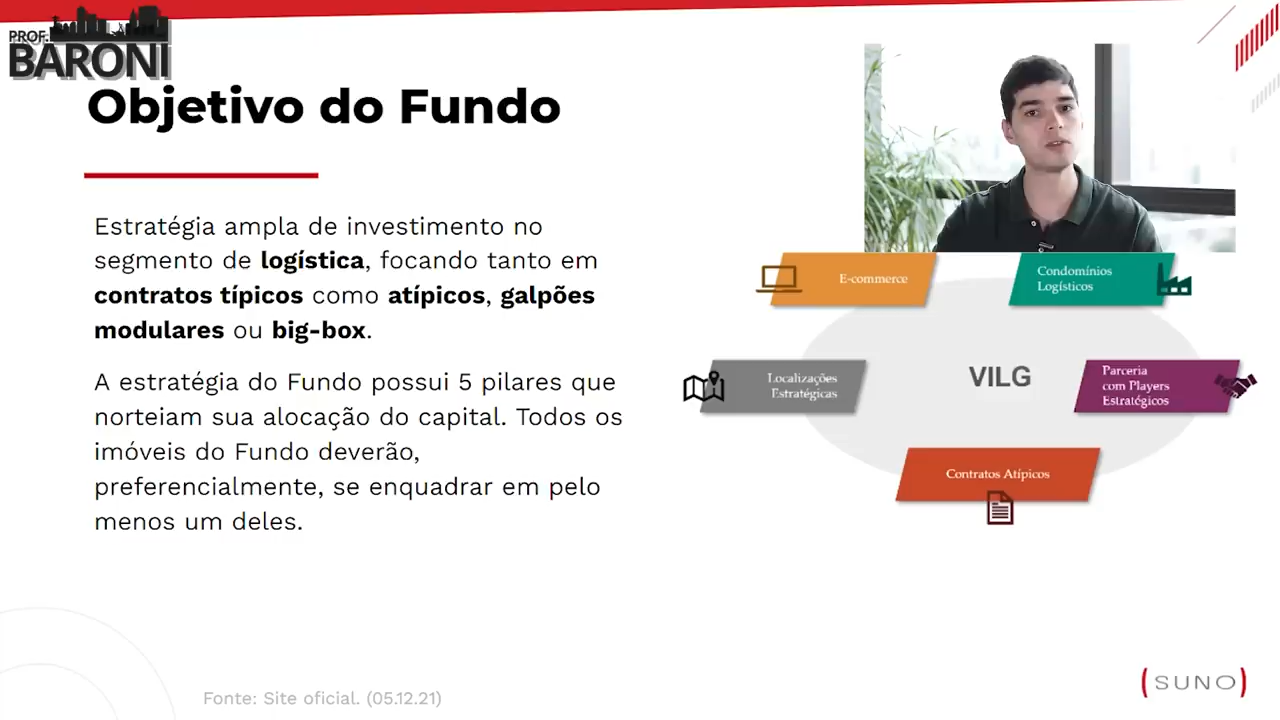 PROF.
BARONI
Objetivo do Fundo
Estratégia ampla de investimento no
segmento de logística, focando tanto em
contratos típicos como atípicos, galpões
modulares ou big-box.
A estratégia do Fundo possui 5 pilares que
norteiam sua alocação do capital. Todos os
imóveis do Fundo deverão,
preferencialmente, se enquadrar em pelo
menos um deles.
E-commerce
Condomínios
Logísticos
Localizações
Estratégicas
VILG
Parceria
com Players
Estratégicos
Contratos Atípicos
Fonte: Site oficial. (05.12.21)
(SUNO)